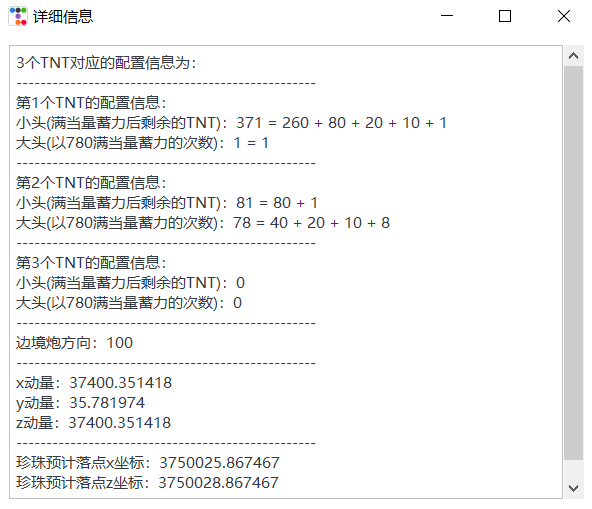 详细信息
3个TNT对应的配置信息为:
--------------------------------------------------
第1个TNT的配置信息:
小头(满当量蓄力后剩余的TNT): 371 = 260 + 80 + 20 + 10 + 1
大头(以780满当量蓄力的次数): 1 = 1
--------------------------------------------------
第2个TNT的配置信息:
小头(满当量蓄力后剩余的TNT): 81 = 80 + 1
大头(以780满当量蓄力的次数): 78 = 40 + 20 + 10 + 8
--------------------------------------------------
第3个TNT的配置信息:
小头(满当量蓄力后剩余的TNT): 0
大头(以780满当量蓄力的次数): 0
--------------------------------------------------
边境炮方向: 100
--------------------------------------------------
x动量: 37400.351418
y动量: 35.781974
z动量: 37400.351418
--------------------------------------------------
珍珠预计落点x坐标: 3750025.867467
珍珠预计落点z坐标: 3750028.867467